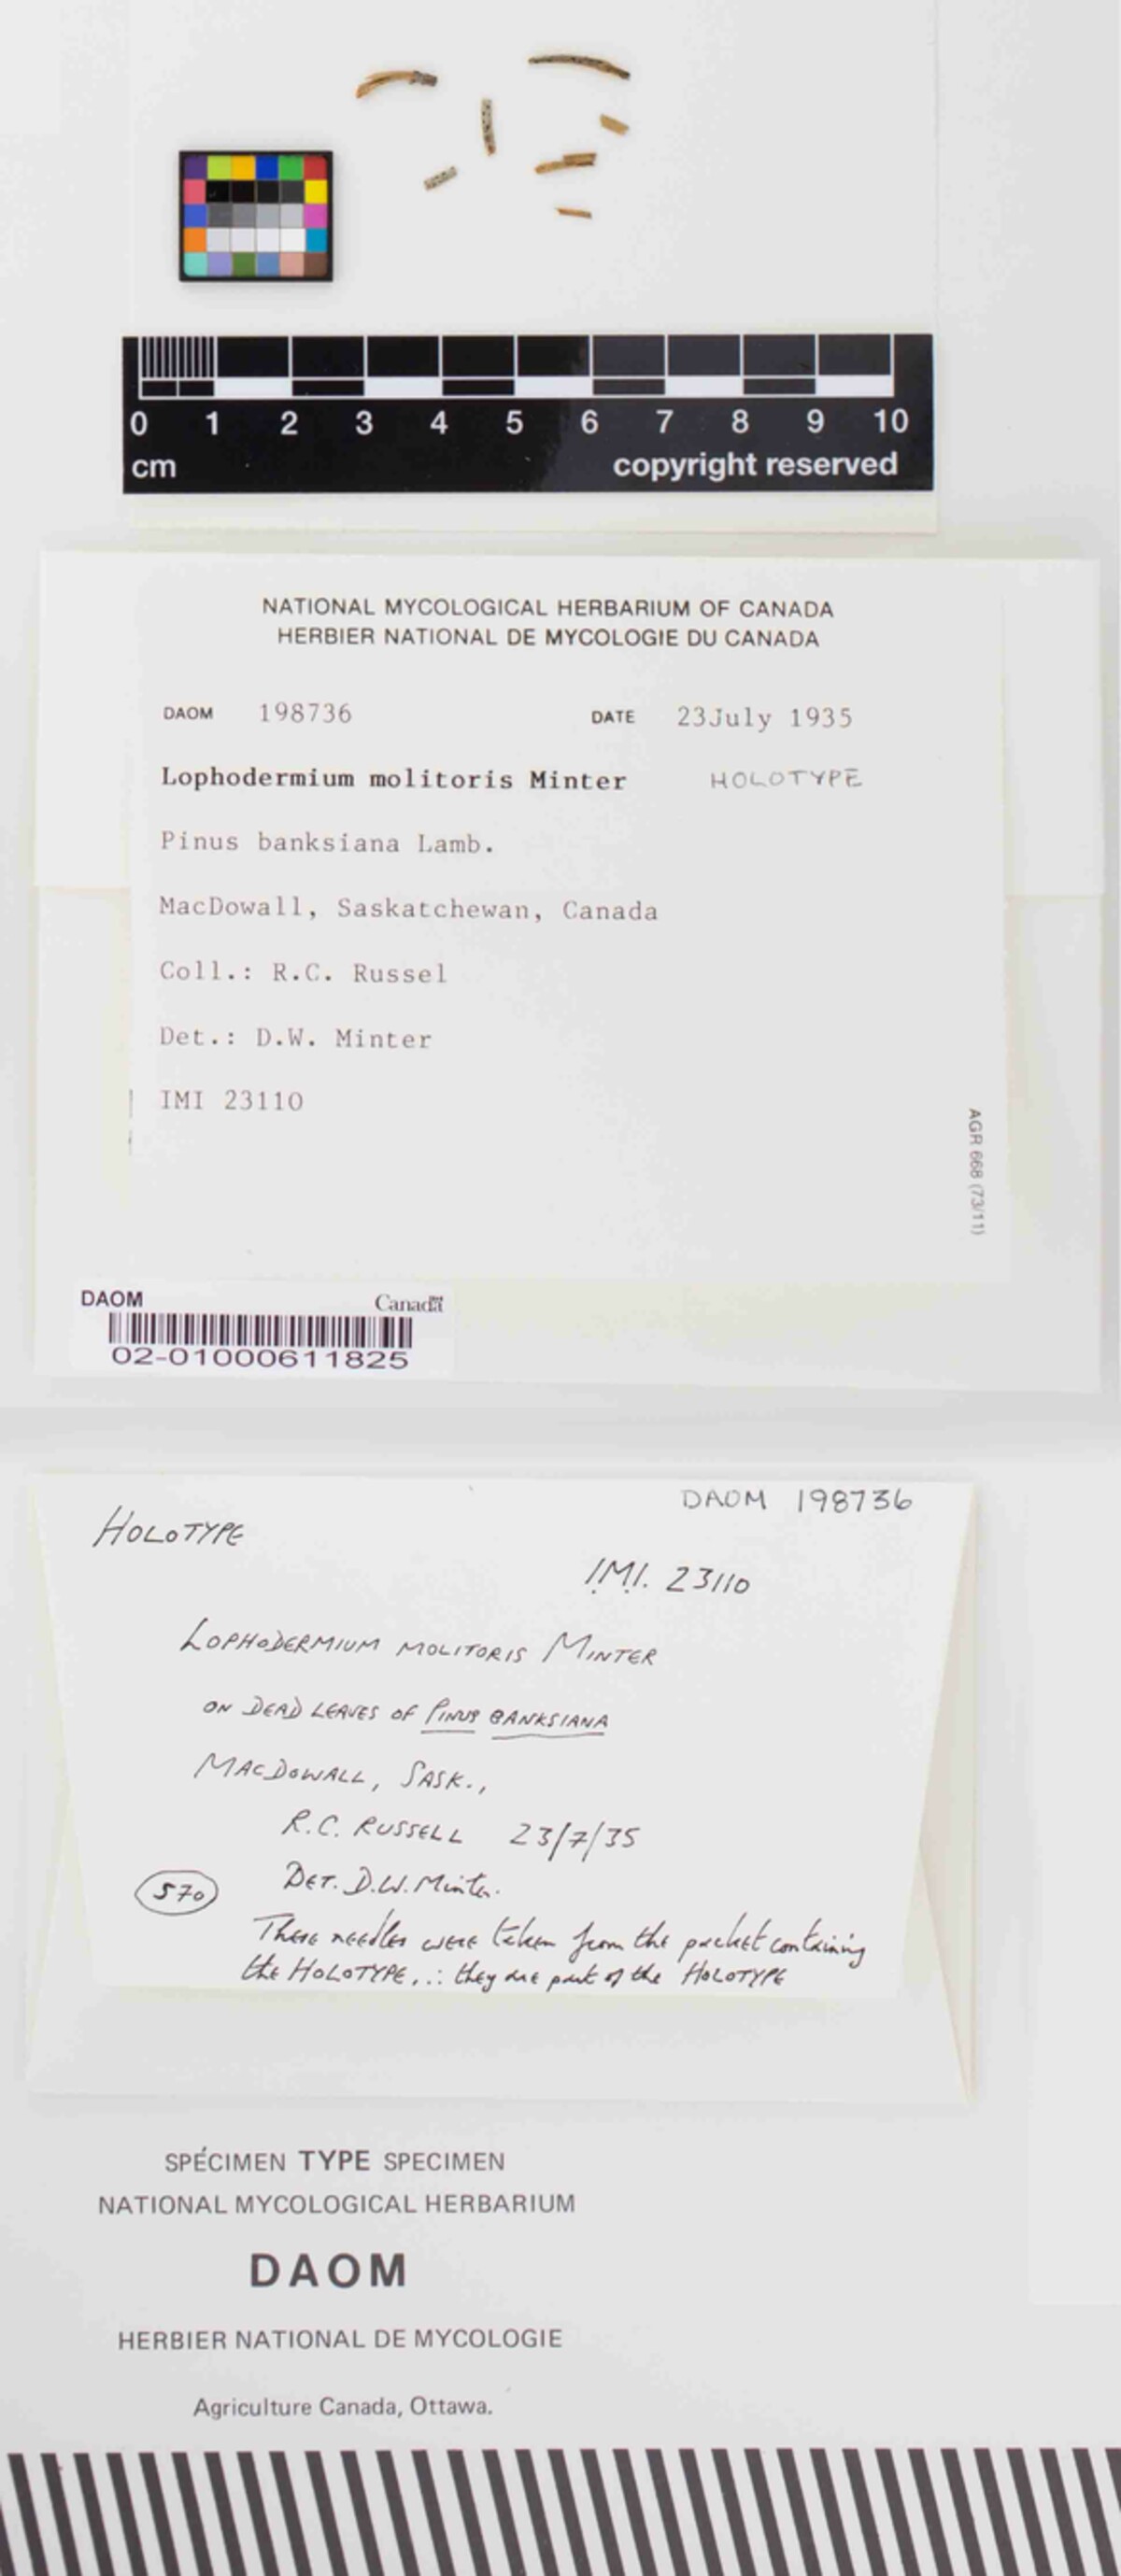 0 1 2 3 4 5 6 7 8 9 10
cm copyright reserved
NATIONAL MYCOLOGICAL HERBARIUM OF CANADA
HERBIER NATIONAL DE MYCOLOGIE DU CANADA
DAOM 198736 DATE 23July 1935
Lophodermium molitoris Minter HOLOTYPE
Pinus banksiana Lamb.
MacDowall, Saskatchewan, Canada
Coll.: R.C. Russel
Det.: D.W. Minter
IMI 23110
AGR 668 (73/11)
DAOM Canada
02-01000611825
DAOM 198736
HOLOTYPE
I.M.I. 23110
LOPHODERMIUM MOLITORIS MINTER
ON DEAD LEAVES OF PINUS BANKSIANA
MACDOWALL, SASK.,
R.C. RUSSELL 23/7/35
570 DET. D.W. Minter.
These needles were taken from the packet containing
the HOLOTYPE, ∴ they are part of the HOLOTYPE
SPÉCIMEN TYPE SPECIMEN
NATIONAL MYCOLOGICAL HERBARIUM
DAOM
HERBIER NATIONAL DE MYCOLOGIE
Agriculture Canada, Ottawa.